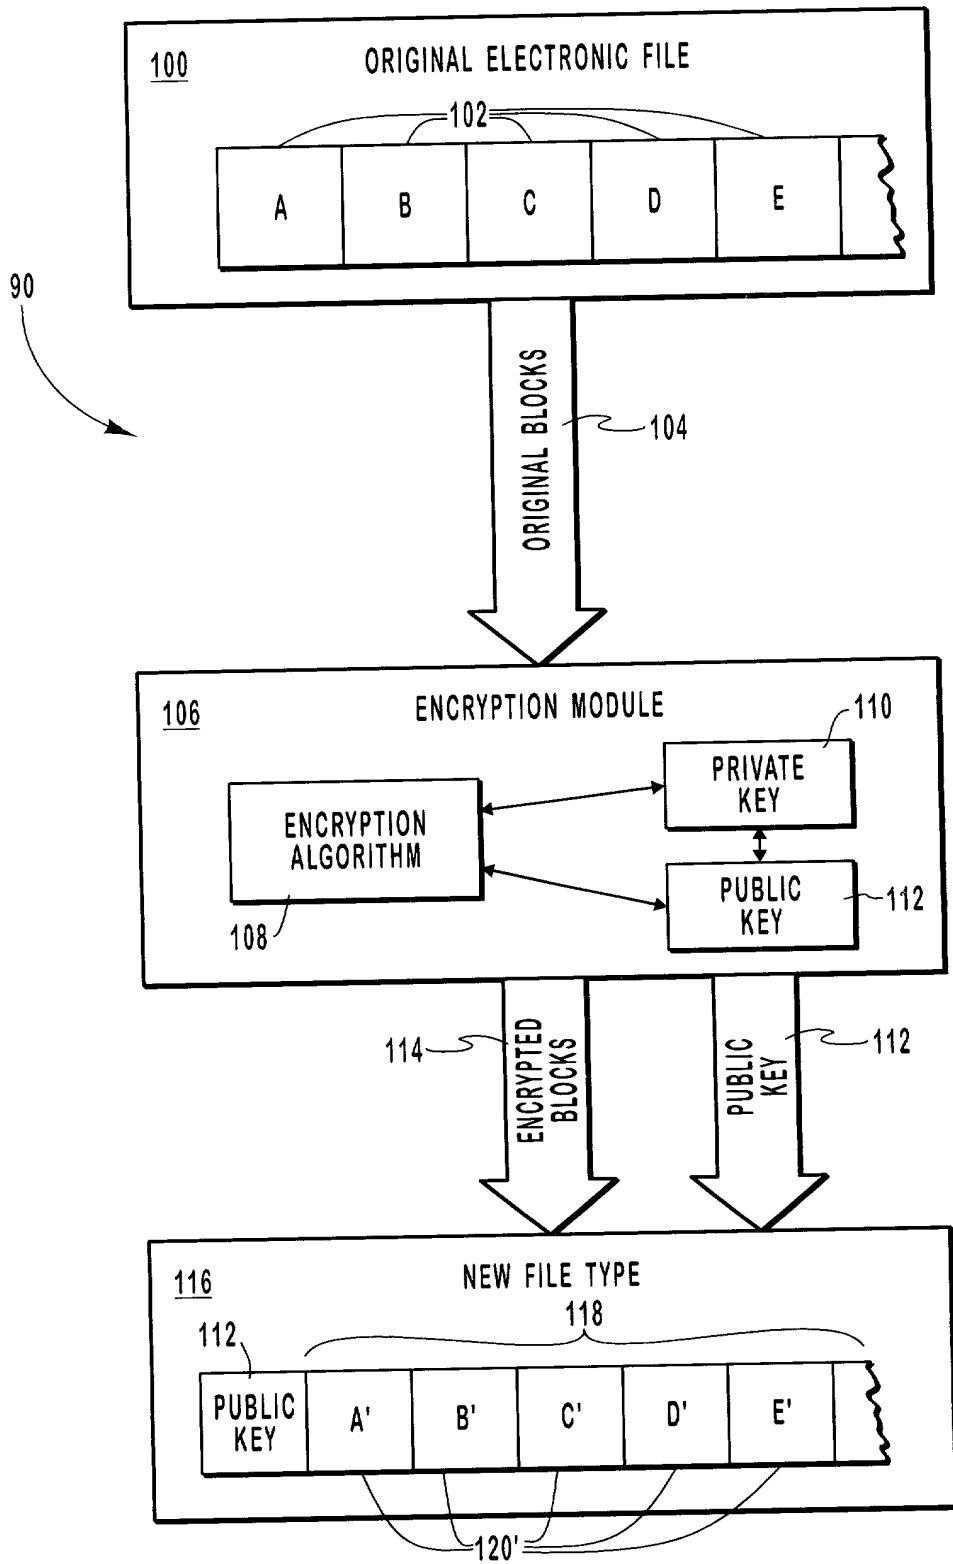 100
ORIGINAL ELECTRONIC FILE
102
A B C D E
90
ORIGINAL BLOCKS
104
106
ENCRYPTION MODULE
110
PRIVATE
KEY
ENCRYPTION
ALGORITHM
108
PUBLIC
KEY
112
114
ENCRYPTED
BLOCKS
PUBLIC
KEY
112
116
NEW FILE TYPE
118
112
PUBLIC
KEY
A' B' C' D' E'
120'